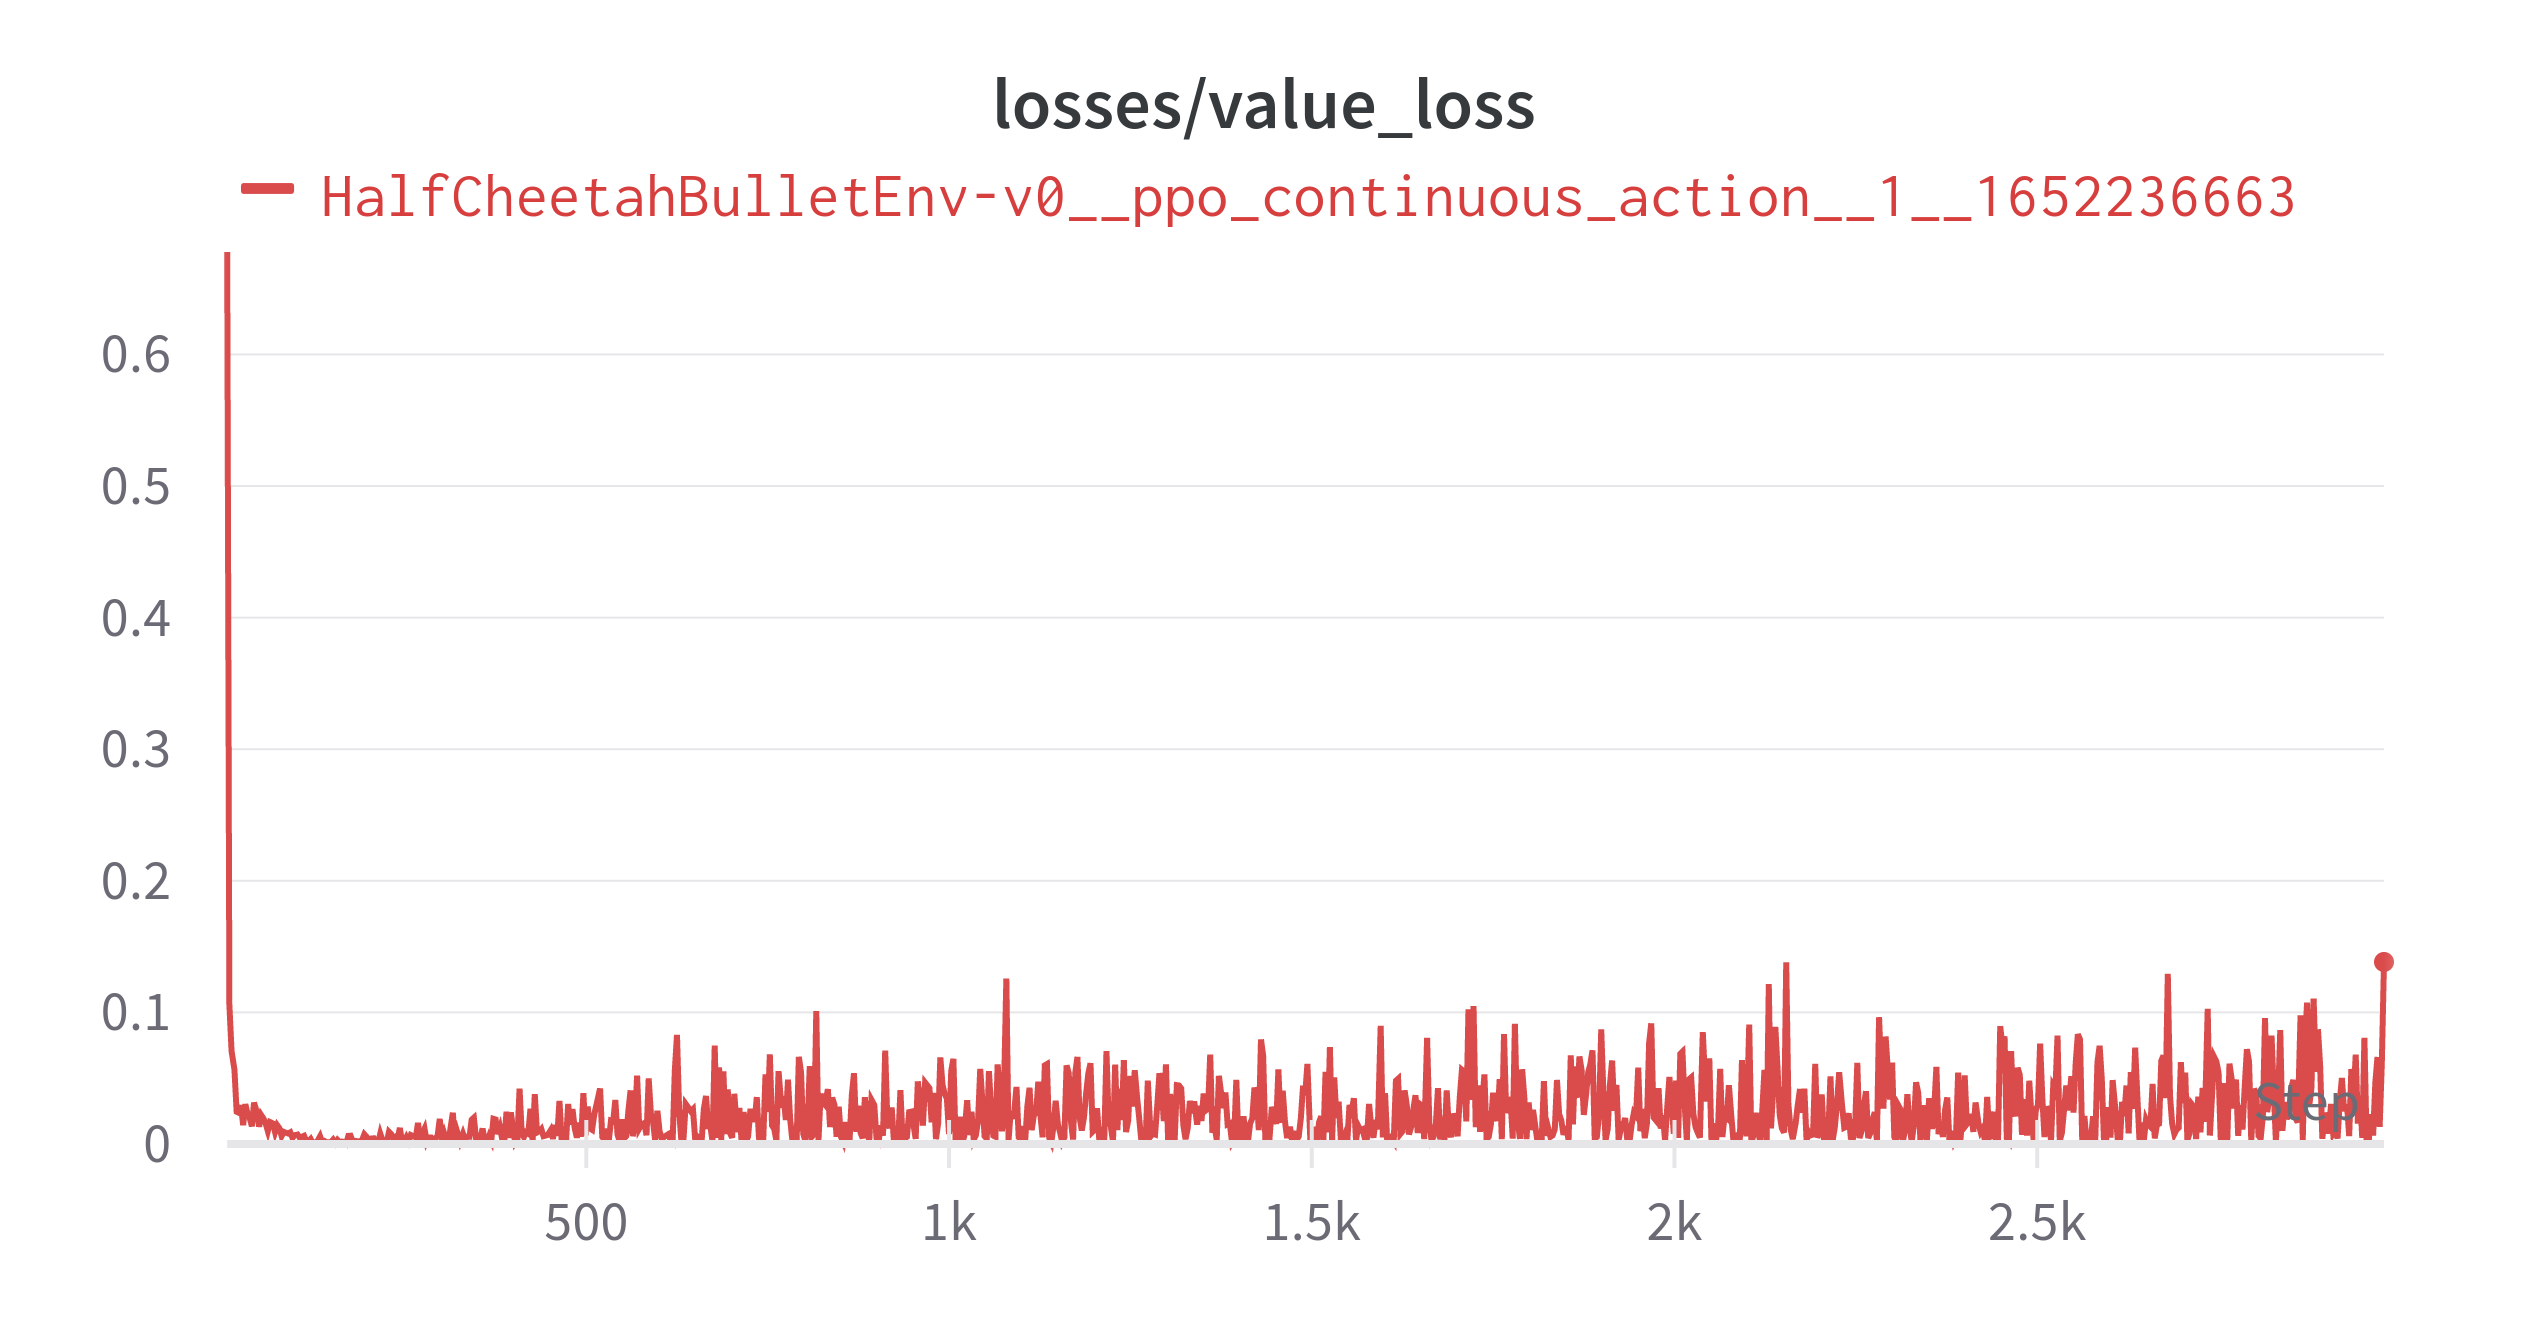 losses/value_loss
HalfCheetahBulletEnv-v0__ppo_continuous_action__1__1652236663
0.6
0.5
0.4
0.3
0.2
0.1
0
Step
500 1k 1.5k 2k 2.5k